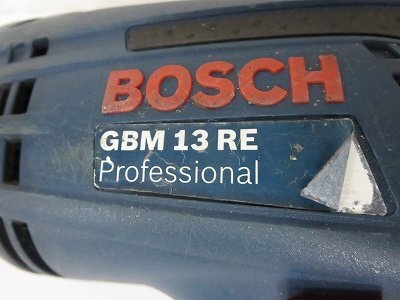 BOSCH
GBM 13 RE
Professional